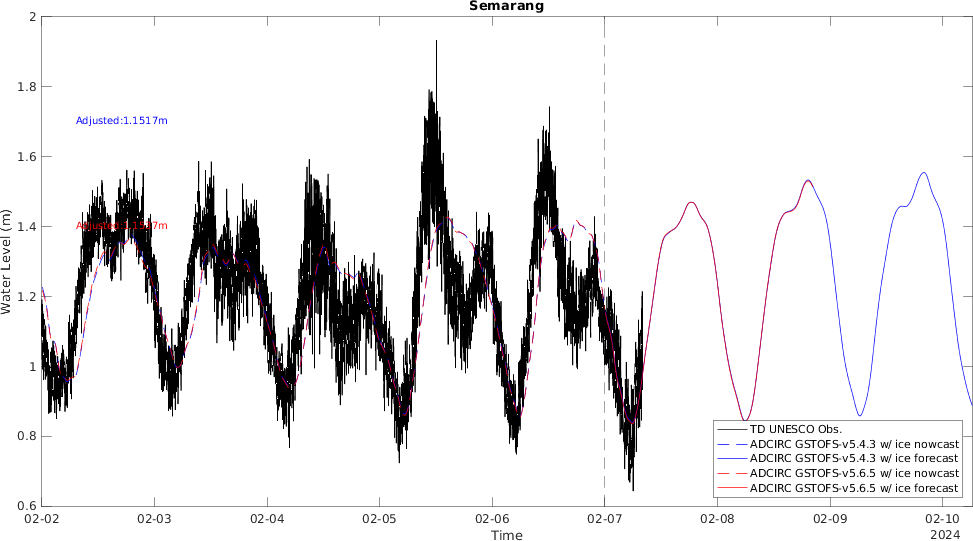 Semarang
2
1.8
1.6
1.4
1.2
1
0.8
0.6
Water Level (m)
Adjusted:1.1517m
Adjusted:1.1527m
02-02
02-03
02-04
02-05
02-06
02-07
02-08
02-09
02-10
2024
Time
TD UNESCO Obs.
ADCIRC GSTOFS-v5.4.3 w/ ice nowcast
ADCIRC GSTOFS-v5.4.3 w/ ice forecast
ADCIRC GSTOFS-v5.6.5 w/ ice nowcast
ADCIRC GSTOFS-v5.6.5 w/ ice forecast